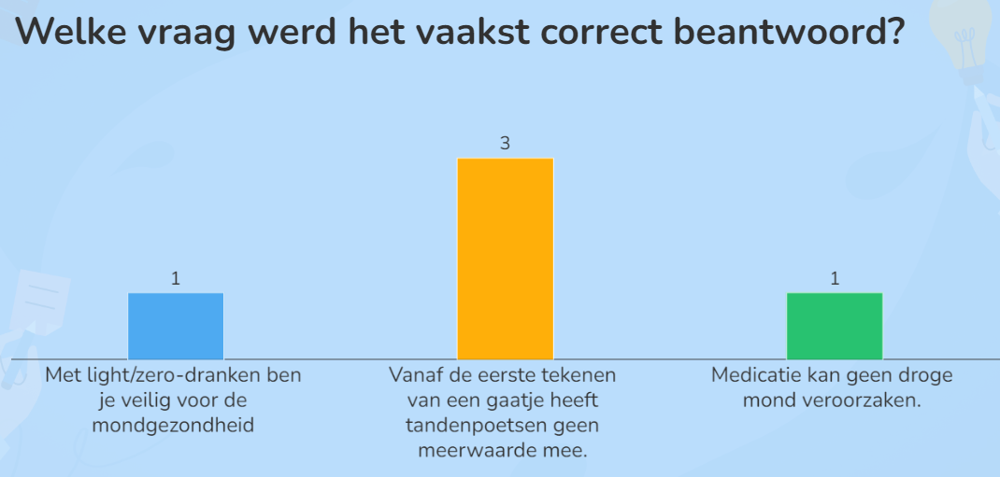 Welke vraag werd het vaakst correct beantwoord?
3
1
1
Met light/zero-dranken ben
je veilig voor de
mondgezondheid
Vanaf de eerste tekenen
van een gaatje heeft
tandenpoetsen geen
meerwaarde mee.
Medicatie kan geen droge
mond veroorzaken.